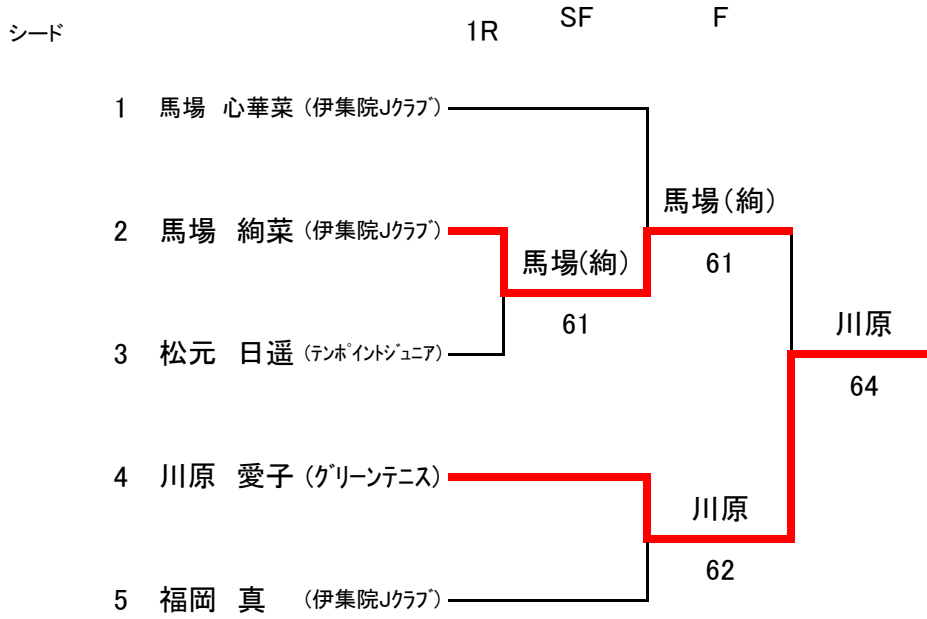 シード 1R SF F
1 馬場 心華菜 (伊集院Jクラブ)
馬場(絢)
2 馬場 絢菜 (伊集院Jクラブ)
馬場(絢) 61
61 川原
3 松元 日遥 (テンポイントジュニア)
64
4 川原 愛子 (グリーンテニス)
川原
62
5 福岡 真 (伊集院Jクラブ)